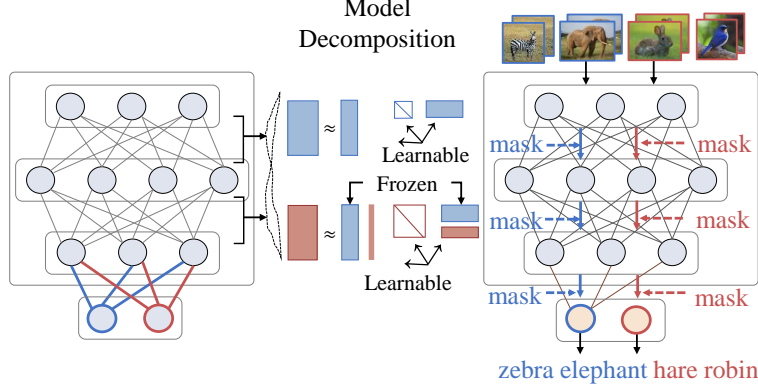 Model
Decomposition
≈
Learnable
Frozen
≈
Learnable
mask mask
mask mask
mask mask
zebra elephant hare robin